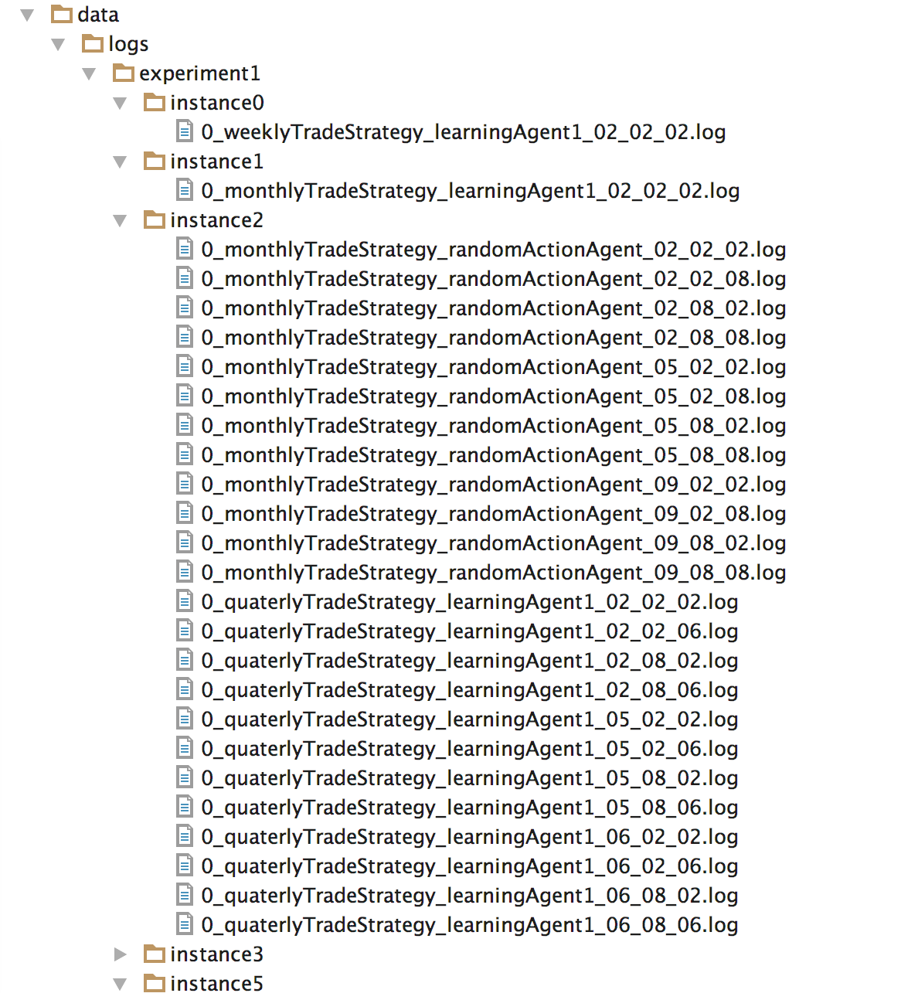 data
logs
experiment1
instance0
0_weeklyTradeStrategy_learningAgent1_02_02_02.log
instance1
0_monthlyTradeStrategy_learningAgent1_02_02_02.log
instance2
0_monthlyTradeStrategy_randomActionAgent_02_02_02.log
0_monthlyTradeStrategy_randomActionAgent_02_02_08.log
0_monthlyTradeStrategy_randomActionAgent_02_08_02.log
0_monthlyTradeStrategy_randomActionAgent_02_08_08.log
0_monthlyTradeStrategy_randomActionAgent_05_02_02.log
0_monthlyTradeStrategy_randomActionAgent_05_02_08.log
0_monthlyTradeStrategy_randomActionAgent_05_08_02.log
0_monthlyTradeStrategy_randomActionAgent_05_08_08.log
0_monthlyTradeStrategy_randomActionAgent_09_02_02.log
0_monthlyTradeStrategy_randomActionAgent_09_02_08.log
0_monthlyTradeStrategy_randomActionAgent_09_08_02.log
0_monthlyTradeStrategy_randomActionAgent_09_08_08.log
0_quaterlyTradeStrategy_learningAgent1_02_02_02.log
0_quaterlyTradeStrategy_learningAgent1_02_02_06.log
0_quaterlyTradeStrategy_learningAgent1_02_08_02.log
0_quaterlyTradeStrategy_learningAgent1_02_08_06.log
0_quaterlyTradeStrategy_learningAgent1_05_02_02.log
0_quaterlyTradeStrategy_learningAgent1_05_02_06.log
0_quaterlyTradeStrategy_learningAgent1_05_08_02.log
0_quaterlyTradeStrategy_learningAgent1_05_08_06.log
0_quaterlyTradeStrategy_learningAgent1_06_02_02.log
0_quaterlyTradeStrategy_learningAgent1_06_02_06.log
0_quaterlyTradeStrategy_learningAgent1_06_08_02.log
0_quaterlyTradeStrategy_learningAgent1_06_08_06.log
instance3
instance5